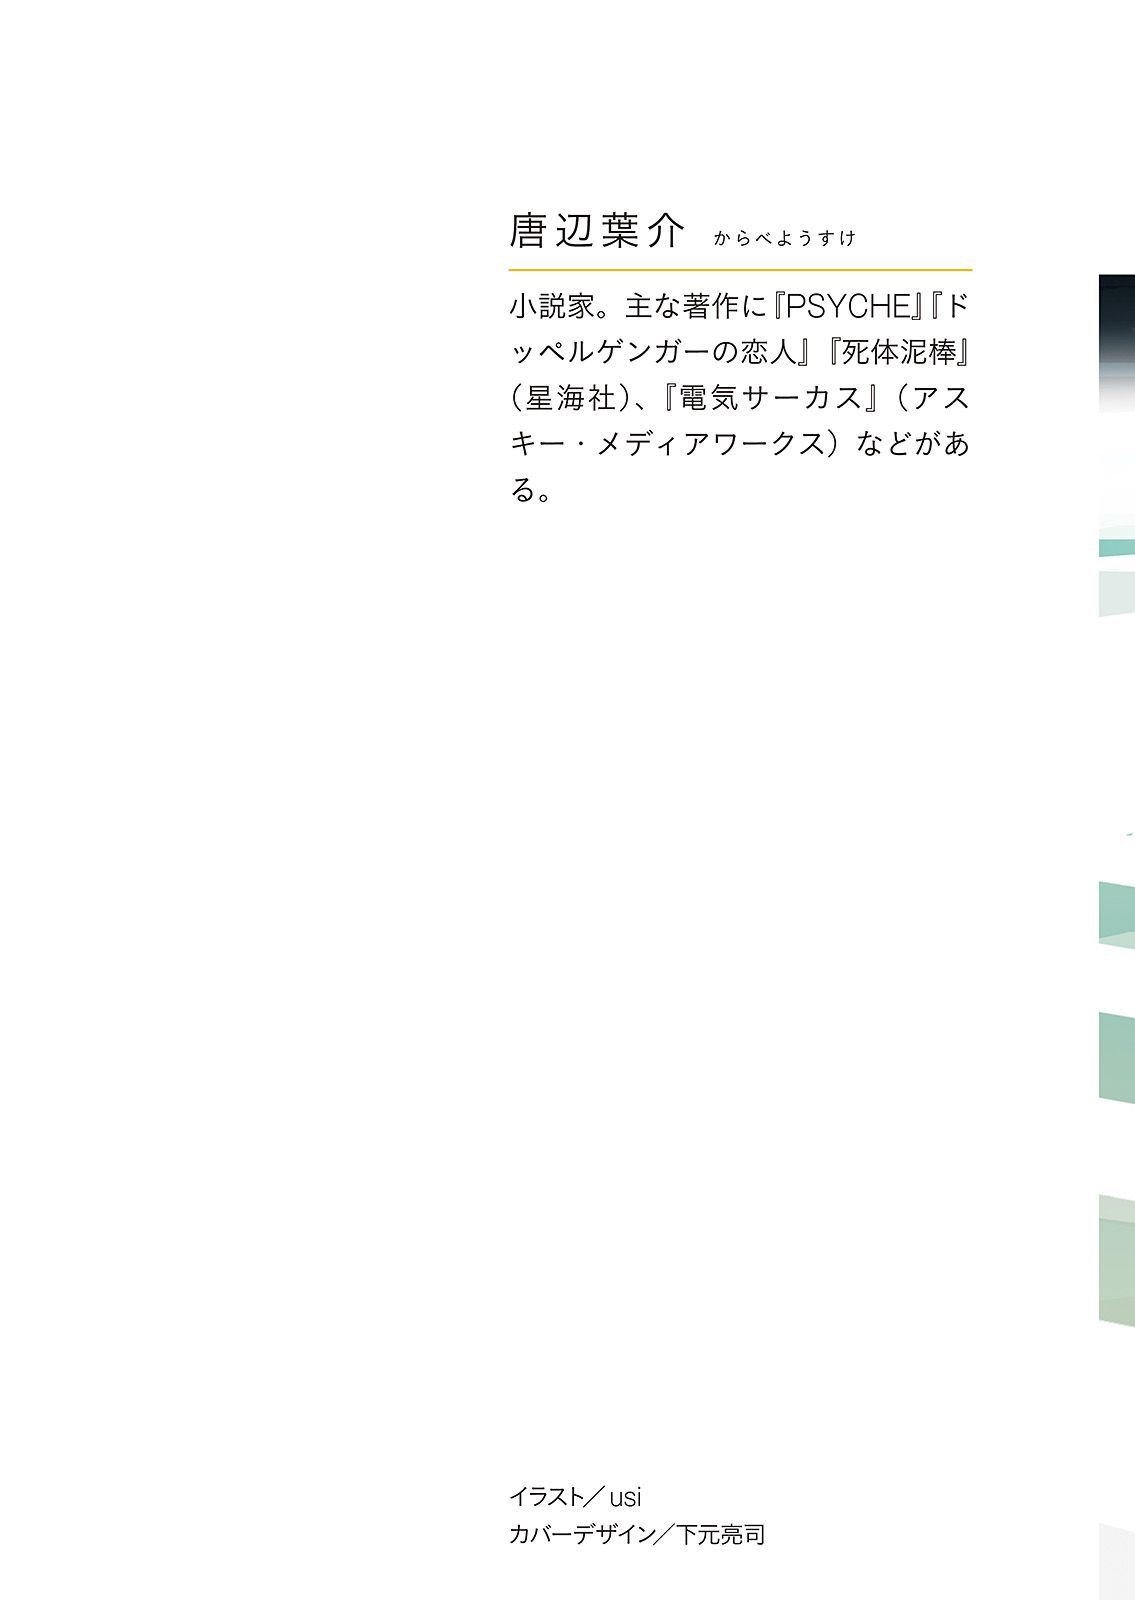 唐辺葉介 からべようすけ
小説家。主な著作に『PSYCHE』『ド
ッペルゲンガーの恋人』『死体泥棒』
（星海社）、『電気サーカス』（アス
キー・メディアワークス）などがあ
る。
イラスト／usi
カバーデザイン／下元亮司